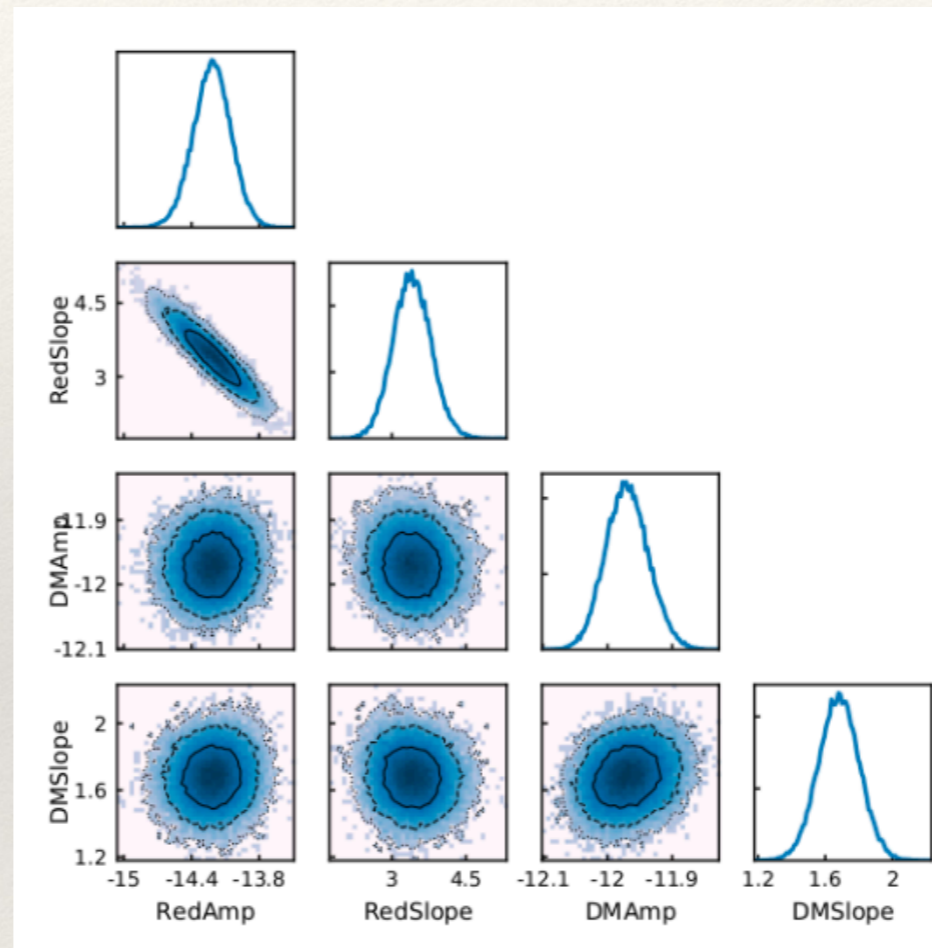 RedSlope
4.5
3
DMAmp
-11.9
-12
-12.1
DMSlope
2
1.6
1.2
-15 -14.4 -13.8
3 4.5
-12.1 -12 -11.9
1.2 1.6 2
RedAmp RedSlope DMAmp DMSlope